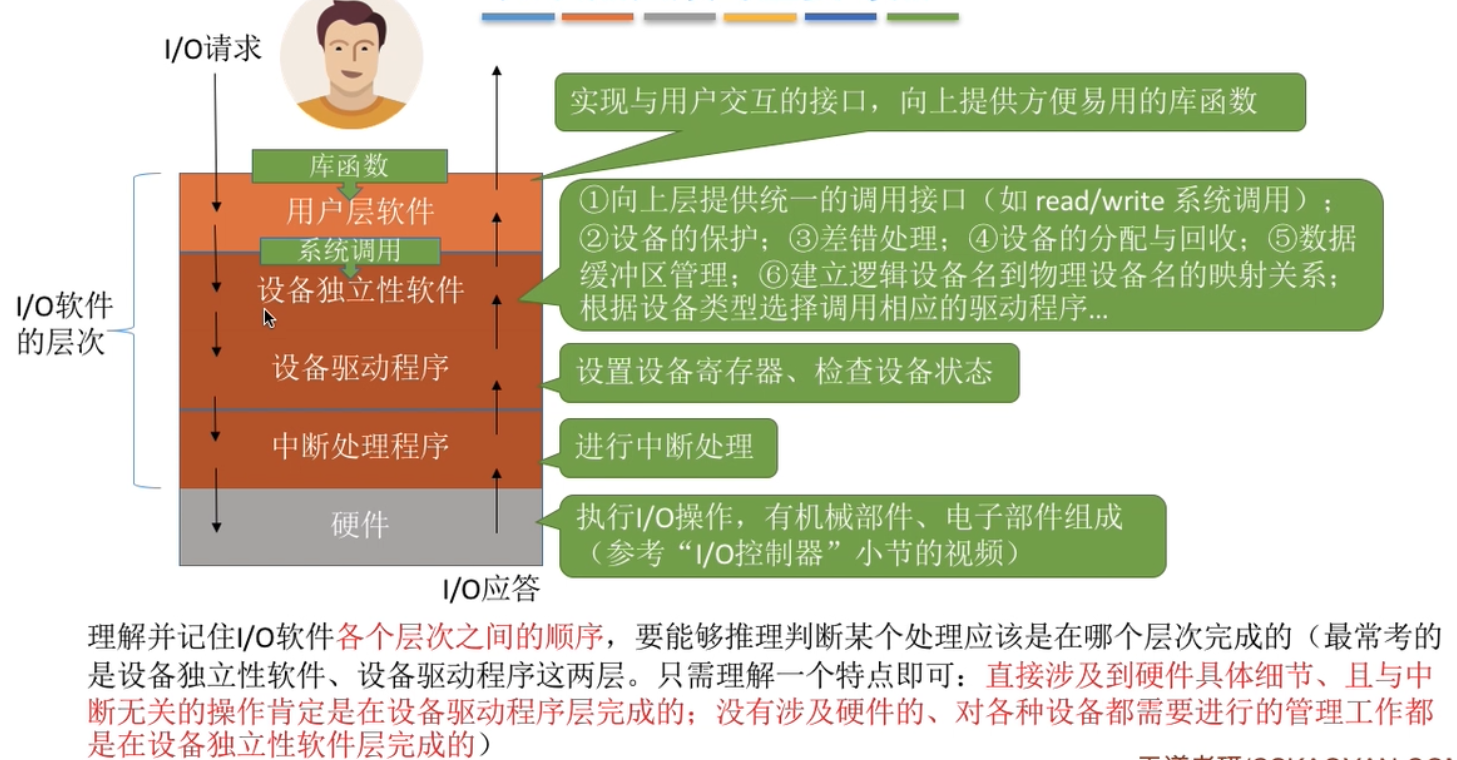 I/O请求
实现与用户交互的接口，向上提供方便易用的库函数
库函数
用户层软件
①向上层提供统一的调用接口（如 read/write 系统调用）；
②设备的保护；③差错处理；④设备的分配与回收；⑤数据
缓冲区管理；⑥建立逻辑设备名到物理设备名的映射关系；
根据设备类型选择调用相应的驱动程序...
系统调用
设备独立性软件
I/O软件
的层次
设备驱动程序
设置设备寄存器、检查设备状态
中断处理程序
进行中断处理
硬件
执行I/O操作，有机械部件、电子部件组成
（参考“I/O控制器”小节的视频）
I/O应答
理解并记住I/O软件各个层次之间的顺序，要能够推理判断某个处理应该是在哪个层次完成的（最常考的
是设备独立性软件、设备驱动程序这两层。只需理解一个特点即可：直接涉及到硬件具体细节、且与中
断无关的操作肯定是在设备驱动程序层完成的；没有涉及硬件的、对各种设备都需要进行的管理工作都
是在设备独立性软件层完成的）